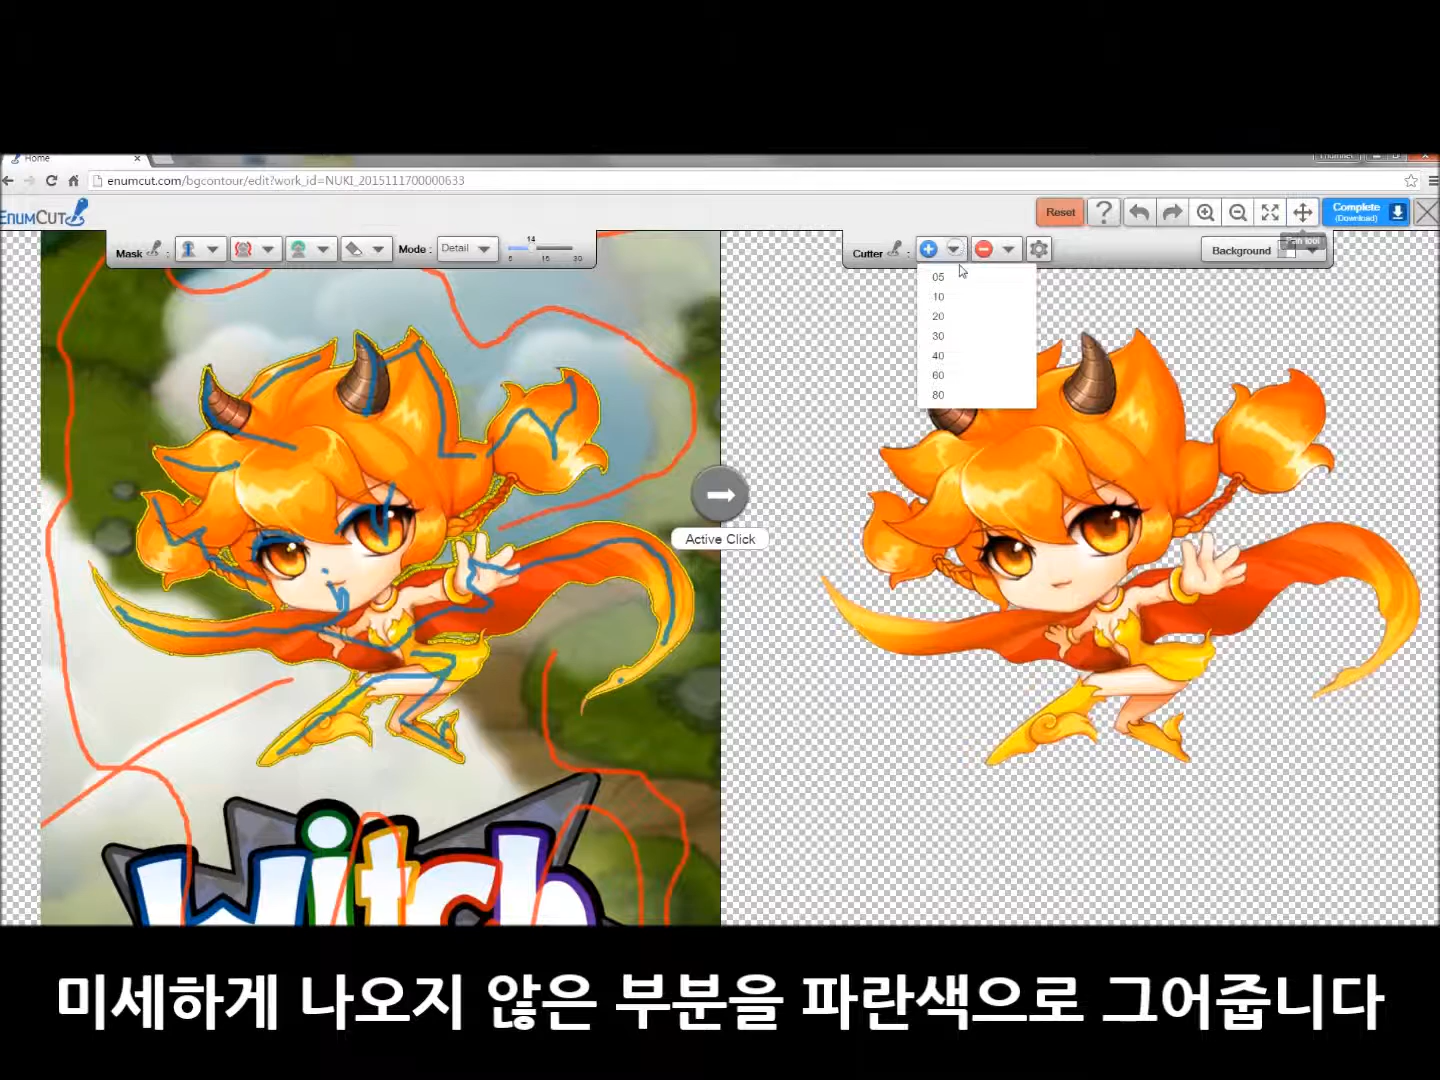 Home
enumcut.com/bgcontour/edit?work_id=NUKI_2015111700000633
ENUMCUT
Reset
?
Complete
(Download)
Mask :
Mode :
Detail
14
5 15 30
Cutter :
Background
Pan tool
05
10
20
30
40
60
80
Active Click
witch
미세하게 나오지 않은 부분을 파란색으로 그어줍니다